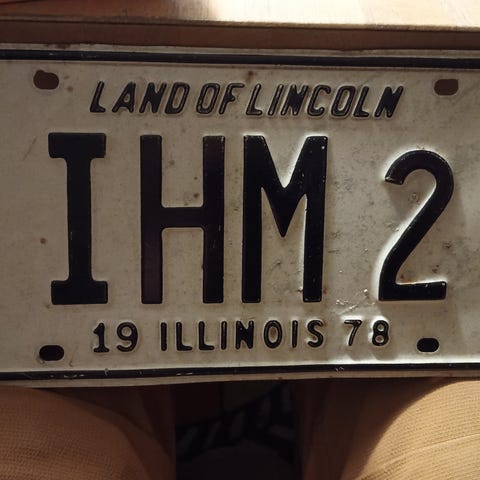 LAND OF LINCOLN
IHM 2
19 ILLINOIS 78